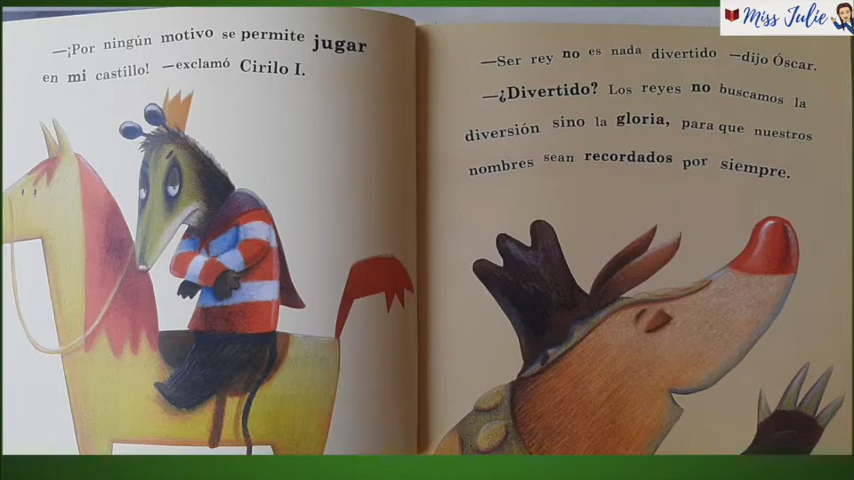 —¡Por ningún motivo se permite jugar
en mi castillo! —exclamó Cirilo I.
—Ser rey no es nada divertido —dijo Óscar.
—¿Divertido? Los reyes no buscamos la
diversión sino la gloria, para que nuestros
nombres sean recordados por siempre.
Miss Julie